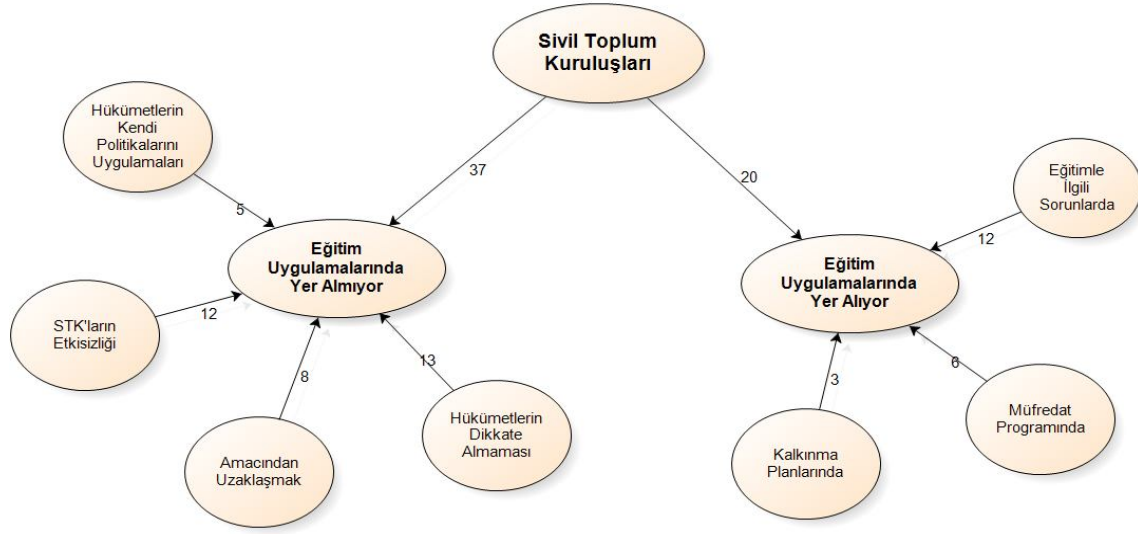 Sivil Toplum
Kuruluşları
Hükümetlerin
Kendi
Politikalarını
Uygulamaları
37
20
Eğitimle
İlgili
Sorunlarda
5
12
Eğitim
Uygulamalarında
Yer Almıyor
Eğitim
Uygulamalarında
Yer Alıyor
STK'ların
Etkisizliği
12
8
13
3
6
Amacından
Uzaklaşmak
Hükümetlerin
Dikkate
Almaması
Kalkınma
Planlarında
Müfredat
Programında